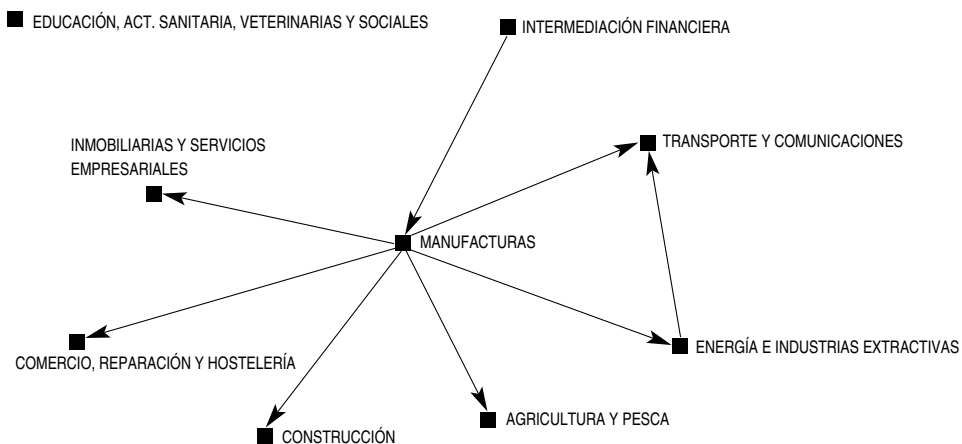 EDUCACIÓN, ACT. SANITARIA, VETERINARIAS Y SOCIALES
INTERMEDIACIÓN FINANCIERA
INMOBILIARIAS Y SERVICIOS
EMPRESARIALES
TRANSPORTE Y COMUNICACIONES
MANUFACTURAS
COMERCIO, REPARACIÓN Y HOSTELERÍA
ENERGÍA E INDUSTRIAS EXTRACTIVAS
CONSTRUCCIÓN
AGRICULTURA Y PESCA